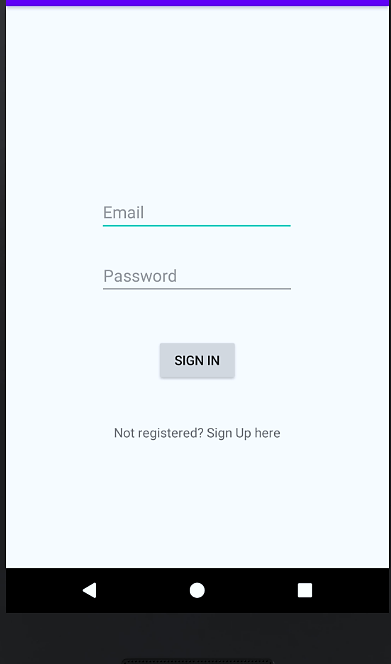 Email
Password
SIGN IN
Not registered? Sign Up here